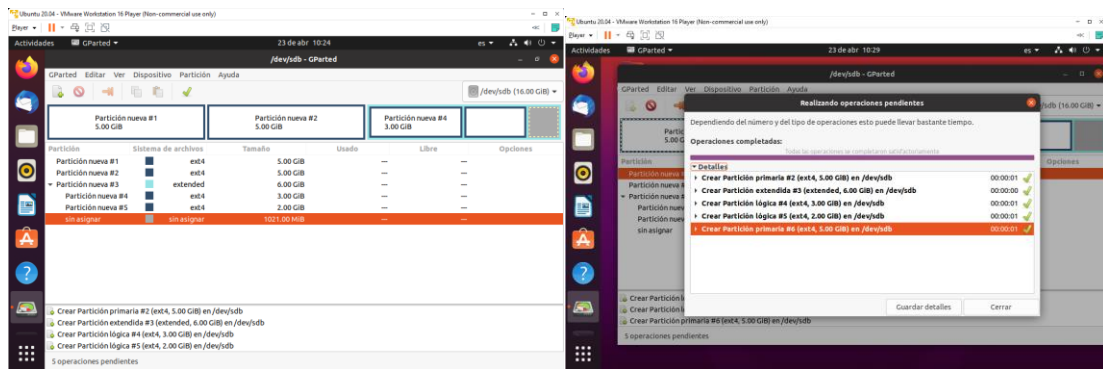 Ubuntu 20.04 - VMware Workstation 16 Player (Non-commercial use only)
Player
Actividades GParted 23 de abr 10:24 es
/dev/sdb - GParted
GParted Editar Ver Dispositivo Partición Ayuda
/dev/sdb (16.00 GiB)
Partición nueva #1
5.00 GiB
Partición nueva #2
5.00 GiB
Partición nueva #4
3.00 GiB
Partición Sistema de archivos Tamaño Usado Libre Opciones
Partición nueva #1 ext4 5.00 GiB — —
Partición nueva #2 ext4 5.00 GiB — —
Partición nueva #3 extended 6.00 GiB — —
Partición nueva #4 ext4 3.00 GiB — —
Partición nueva #5 ext4 2.00 GiB — —
sin asignar sin asignar 1021.00 MiB — —
Crear Partición primaria #2 (ext4, 5.00 GiB) en /dev/sdb
Crear Partición extendida #3 (extended, 6.00 GiB) en /dev/sdb
Crear Partición lógica #4 (ext4, 3.00 GiB) en /dev/sdb
Crear Partición lógica #5 (ext4, 2.00 GiB) en /dev/sdb
5 operaciones pendientes
Ubuntu 20.04 - VMware Workstation 16 Player (Non-commercial use only)
Player
Actividades GParted 23 de abr 10:29 es
/dev/sdb - GParted
GParted Editar Ver Dispositivo Partición Ayuda
/sdb (16.00 GiB)
Realizando operaciones pendientes
Dependiendo del número y del tipo de operaciones esto puede llevar bastante tiempo.
Operaciones completadas:
Todas las operaciones se completaron satisfactoriamente
Detalles
Crear Partición primaria #2 (ext4, 5.00 GiB) en /dev/sdb 00:00:01
Crear Partición extendida #3 (extended, 6.00 GiB) en /dev/sdb 00:00:00
Crear Partición lógica #4 (ext4, 3.00 GiB) en /dev/sdb 00:00:01
Crear Partición lógica #5 (ext4, 2.00 GiB) en /dev/sdb 00:00:01
Crear Partición primaria #6 (ext4, 5.00 GiB) en /dev/sdb 00:00:01
Guardar detalles Cerrar
Partición Opciones
Partición nueva
Partición nueva
Partición nueva
sin asignar
Crear Partición
Crear Partición
Crear Partición primaria #6 (ext4, 5.00 GiB) en /dev/sdb
5 operaciones pendientes